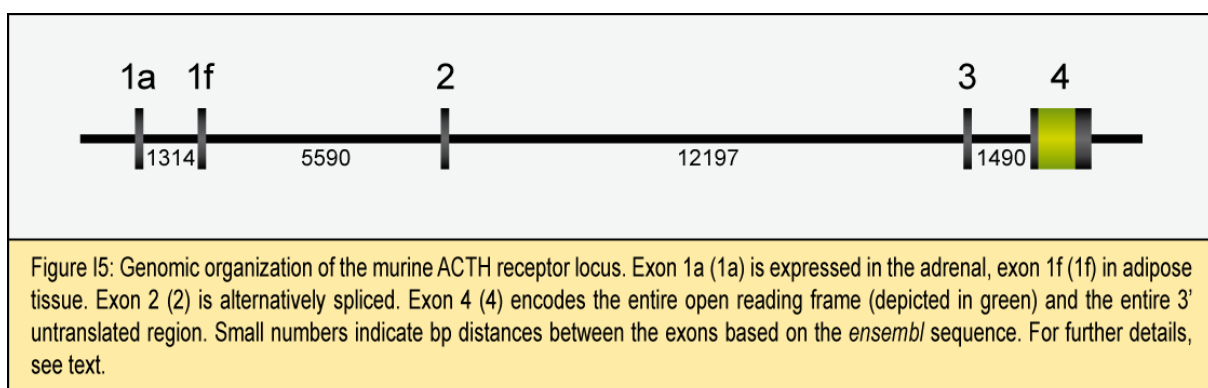 1a 1f 2 3 4
1314 5590 12197 1490
Figure I5: Genomic organization of the murine ACTH receptor locus. Exon 1a (1a) is expressed in the adrenal, exon 1f (1f) in adipose
tissue. Exon 2 (2) is alternatively spliced. Exon 4 (4) encodes the entire open reading frame (depicted in green) and the entire 3’
untranslated region. Small numbers indicate bp distances between the exons based on the ensembl sequence. For further details,
see text.